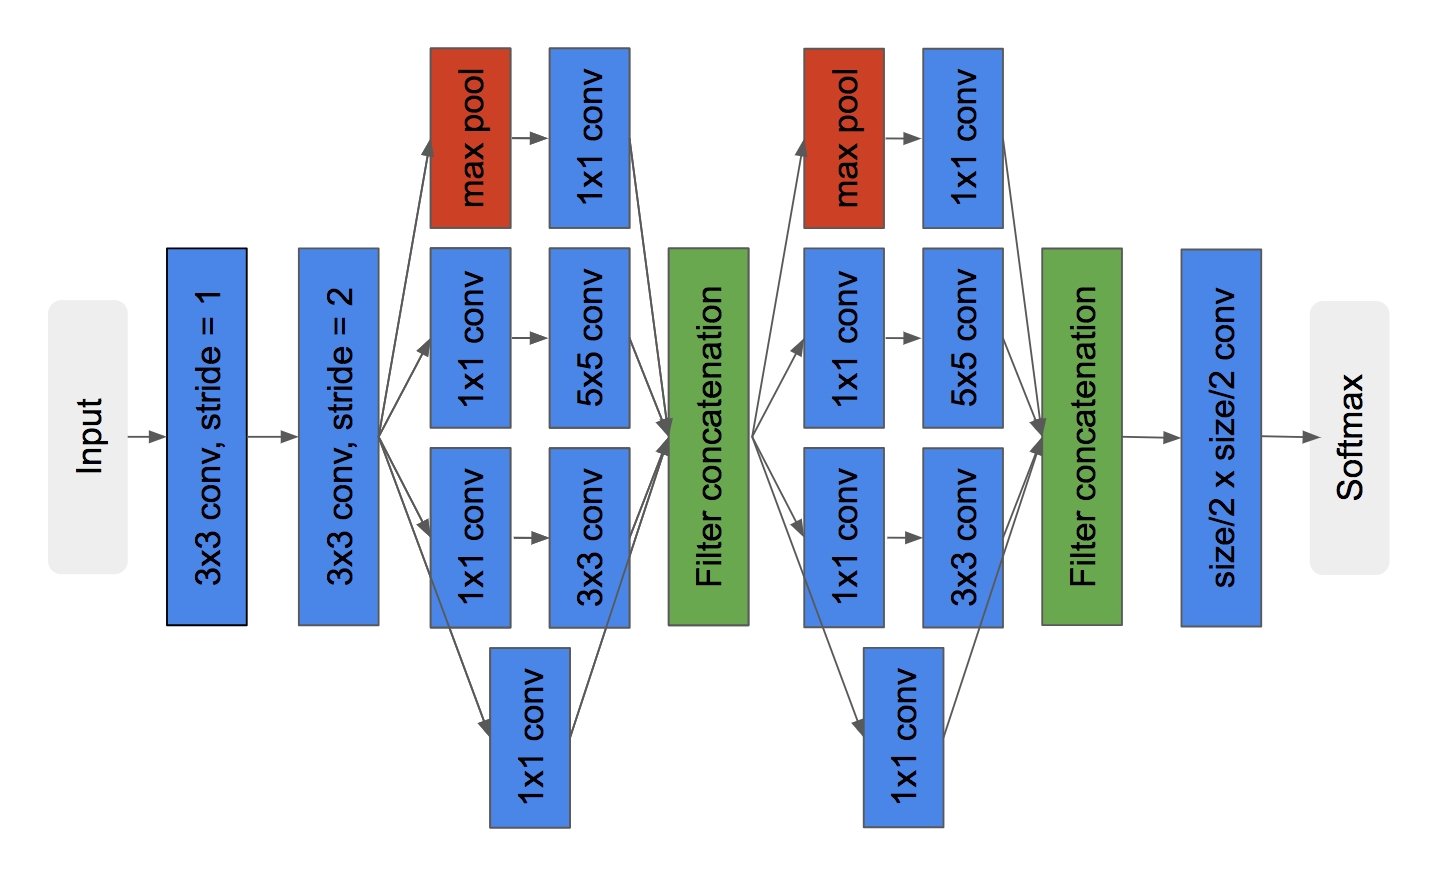 Input
3x3 conv, stride = 1
3x3 conv, stride = 2
max pool
1x1 conv
1x1 conv
5x5 conv
1x1 conv
3x3 conv
1x1 conv
Filter concatenation
max pool
1x1 conv
1x1 conv
5x5 conv
1x1 conv
3x3 conv
1x1 conv
Filter concatenation
size/2 x size/2 conv
Softmax